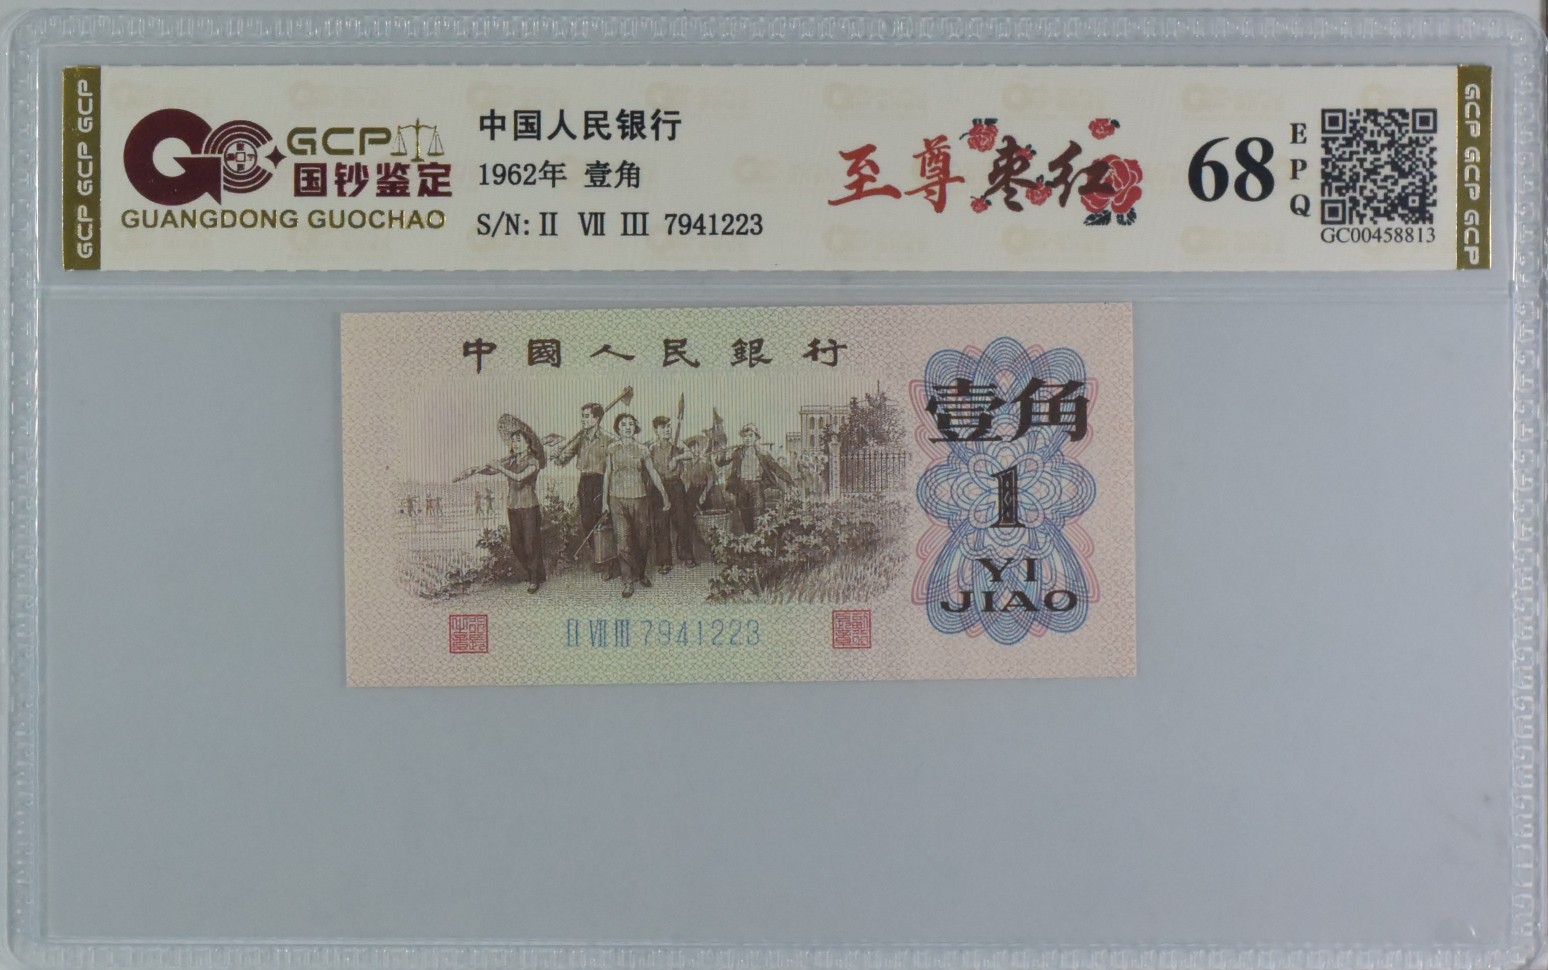 GCP GCP GCP
GCP
国钞鉴定
GUANGDONG GUOCHAO
中国人民银行
1962年 壹角
S/N: II VII III 7941223
至尊枣红
68
EPQ
GC00458813
GCP GCP GCP
中國人民銀行
壹角
1
YI
JIAO
II VII III 7941223